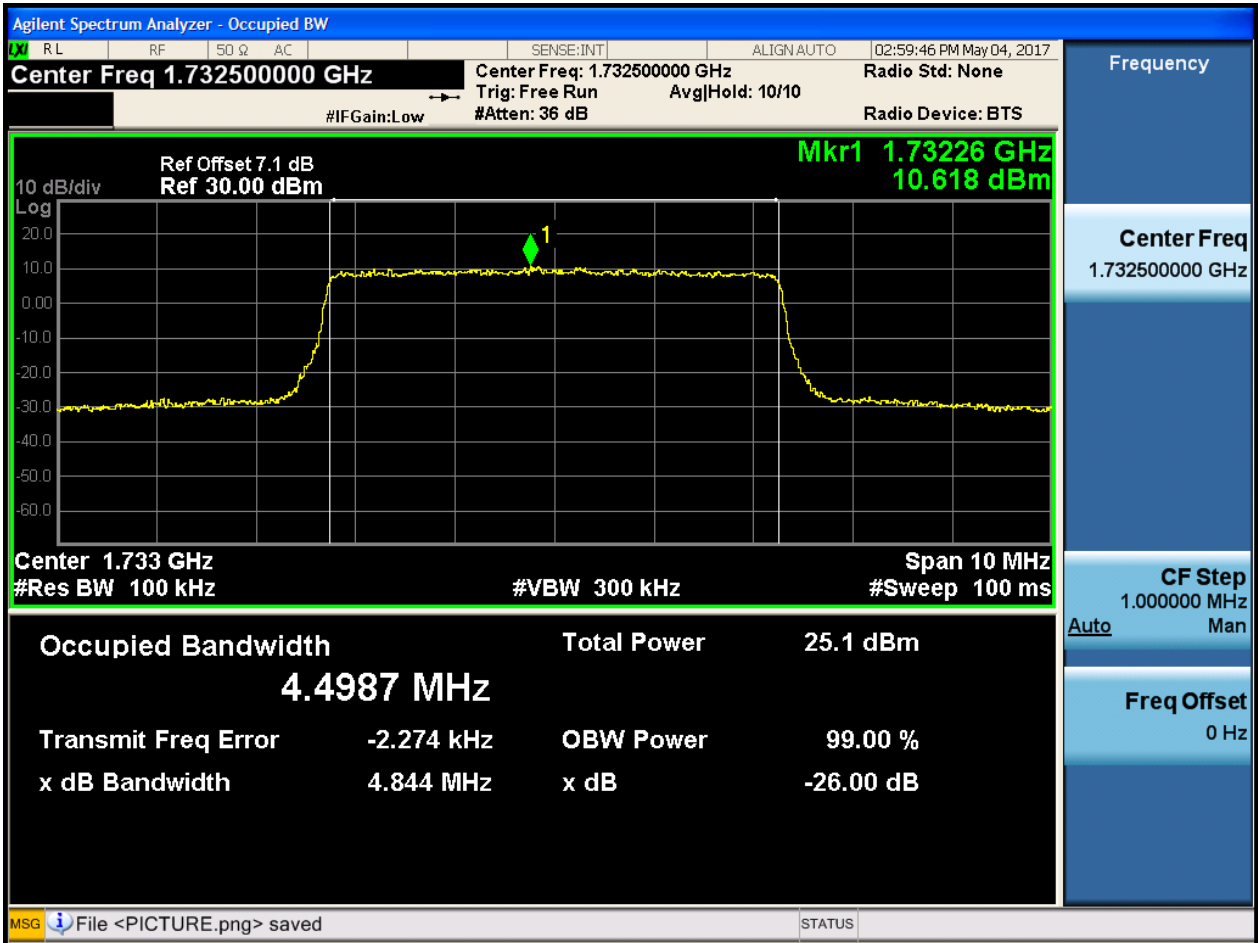 Agilent Spectrum Analyzer - Occupied BW
LXI RL RF 50 Ω AC SENSE:INT ALIGN AUTO 02:59:46 PM May 04, 2017
Center Freq 1.732500000 GHz
Center Freq: 1.732500000 GHz Radio Std: None
Trig: Free Run Avg|Hold: 10/10
#IFGain:Low #Atten: 36 dB Radio Device: BTS
Frequency
Mkr1 1.73226 GHz
10.618 dBm
Ref Offset 7.1 dB
10 dB/div Ref 30.00 dBm
Log
20.0
10.0
0.00
-10.0
-20.0
-30.0
-40.0
-50.0
-60.0
1
Center 1.733 GHz Span 10 MHz
#Res BW 100 kHz #VBW 300 kHz #Sweep 100 ms
Occupied Bandwidth Total Power 25.1 dBm
4.4987 MHz
Transmit Freq Error -2.274 kHz OBW Power 99.00 %
x dB Bandwidth 4.844 MHz x dB -26.00 dB
Center Freq
1.732500000 GHz
CF Step
1.000000 MHz
Auto Man
Freq Offset
0 Hz
MSG File <PICTURE.png> saved STATUS